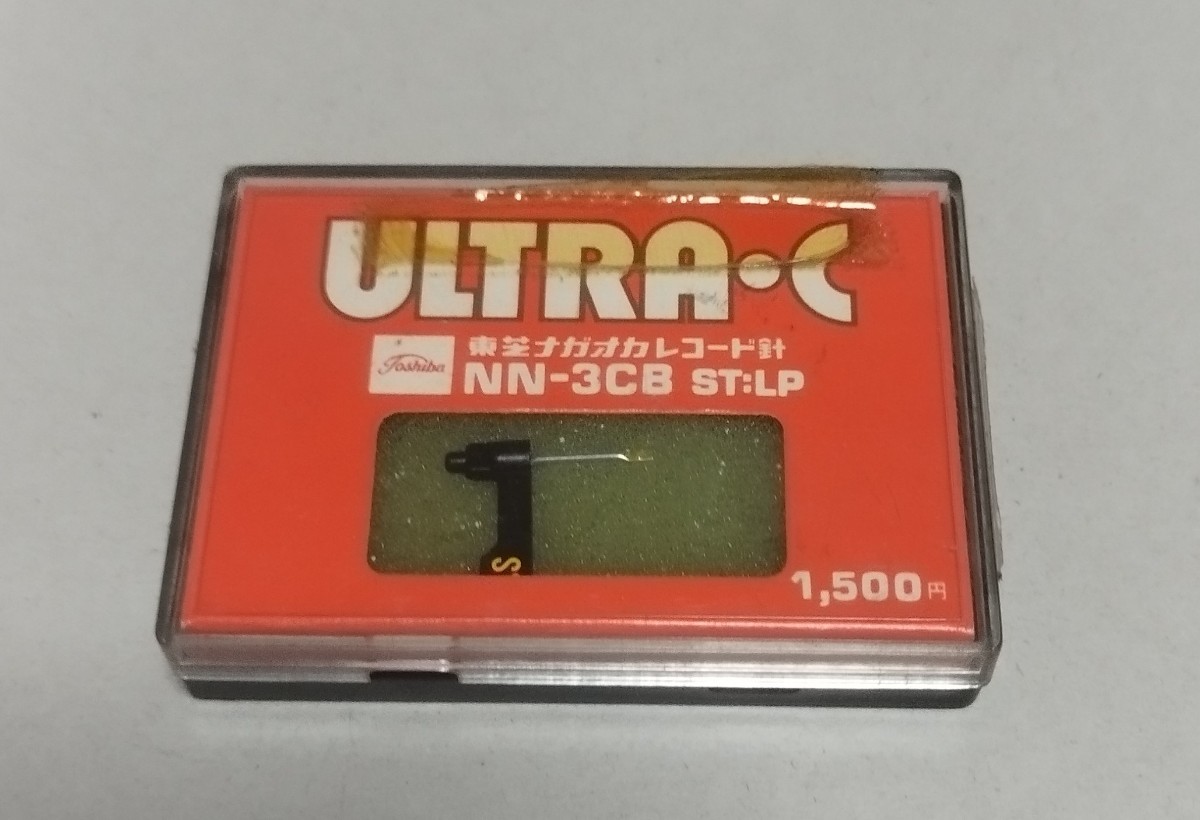 ULTRA·C
Toshiba
東芝ナガオカレコード針
NN-3CB ST:LP
S
1,500円